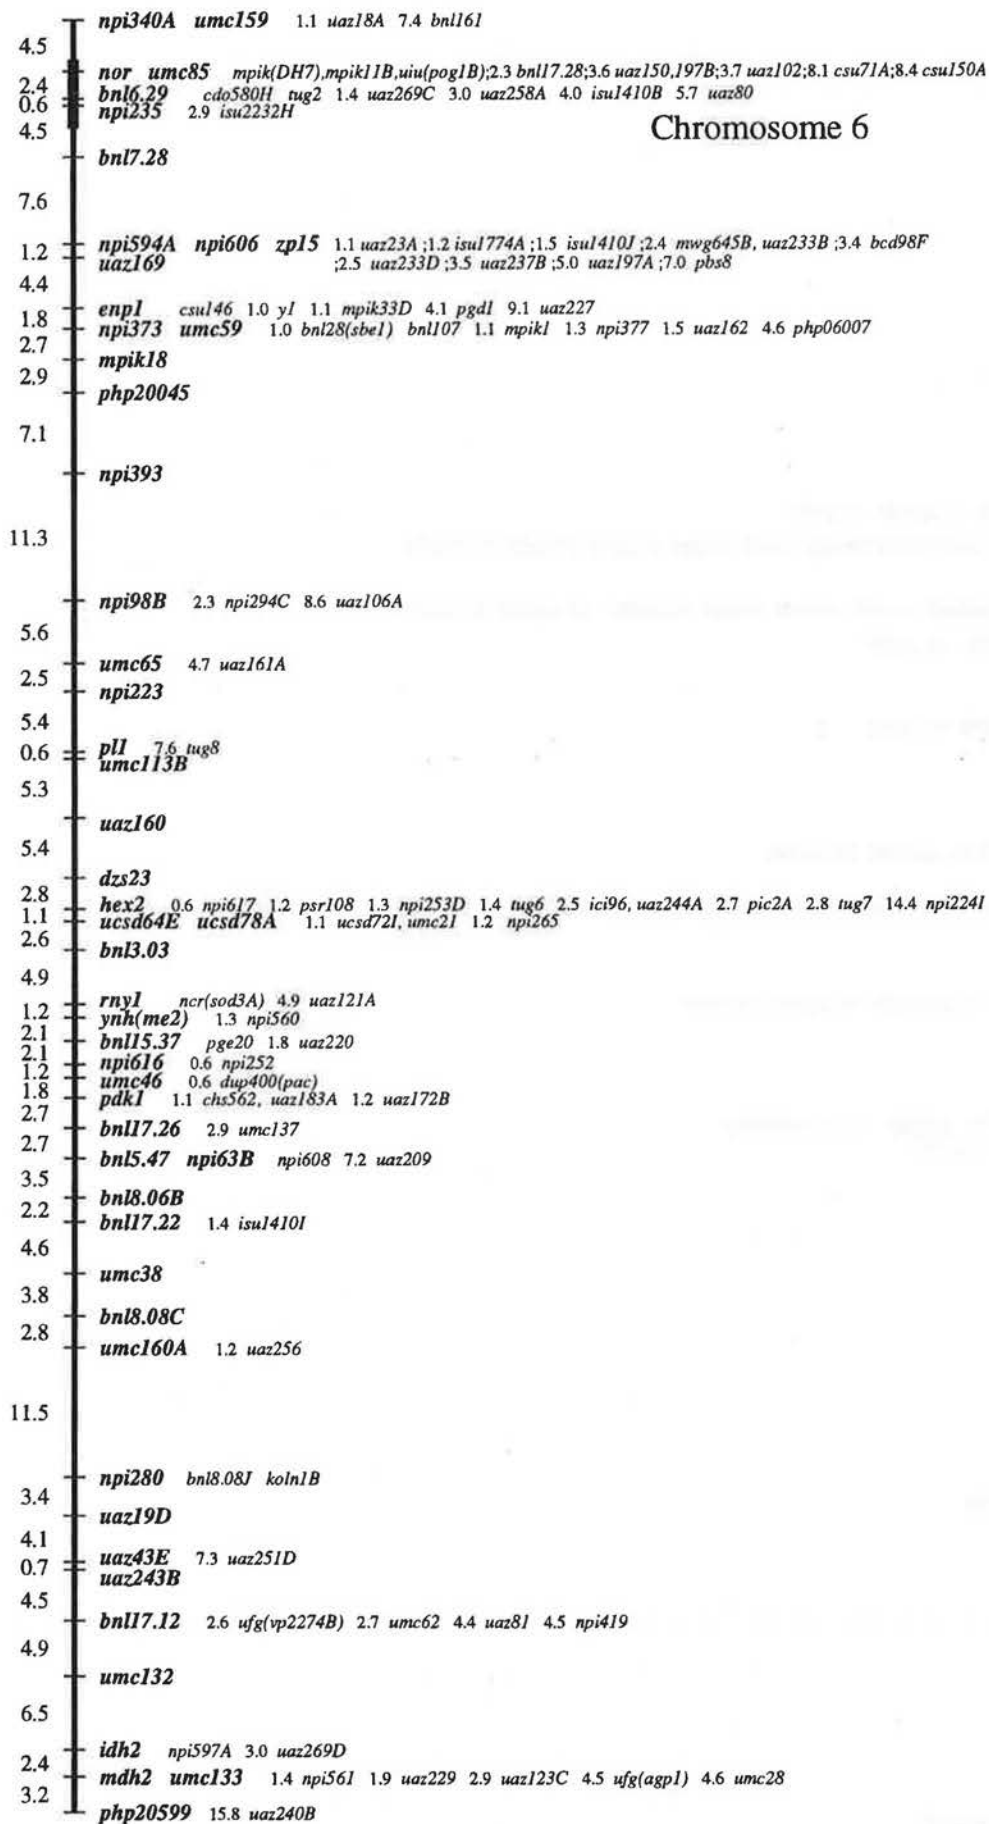 npi340A umc159 1.1 uaz18A 7.4 bnl161
4.5
nor umc85 mpik(DH7),mpik11B,uiu(pog1B);2.3 bnl17.28;3.6 uaz150,197B;3.7 uaz102;8.1 csu71A;8.4 csu150A
2.4
bnl6.29 cdo580H tug2 1.4 uaz269C 3.0 uaz258A 4.0 isu1410B 5.7 uaz80
0.6
npi235 2.9 isu2232H
Chromosome 6
4.5
bnl7.28
7.6
npi594A npi606 zp15 1.1 uaz23A ;1.2 isu1774A ;1.5 isu1410J ;2.4 mwg645B, uaz233B ;3.4 bcd98F
1.2
uaz169 ;2.5 uaz233D ;3.5 uaz237B ;5.0 uaz197A ;7.0 pbs8
4.4
enp1 csu146 1.0 y1 1.1 mpik33D 4.1 pgd1 9.1 uaz227
1.8
npi373 umc59 1.0 bnl28(sbe1) bnl107 1.1 mpik1 1.3 npi377 1.5 uaz162 4.6 php06007
2.7
mpik18
2.9
php20045
7.1
npi393
11.3
npi98B 2.3 npi294C 8.6 uaz106A
5.6
umc65 4.7 uaz161A
2.5
npi223
5.4
pl1 7.6 tug8
0.6
umc113B
5.3
uaz160
5.4
dzs23
2.8
hex2 0.6 npi617 1.2 psr108 1.3 npi253D 1.4 tug6 2.5 ici96, uaz244A 2.7 pic2A 2.8 tug7 14.4 npi224I
1.1
ucsd64E ucsd78A 1.1 ucsd72I, umc21 1.2 npi265
2.6
bnl3.03
4.9
rny1 ncr(sod3A) 4.9 uaz121A
1.2
ynh(me2) 1.3 npi560
2.1
bnl15.37 pge20 1.8 uaz220
2.1
npi616 0.6 npi252
1.2
umc46 0.6 dup400(pac)
1.8
pdk1 1.1 chs562, uaz183A 1.2 uaz172B
2.7
bnl17.26 2.9 umc137
2.7
bnl5.47 npi63B npi608 7.2 uaz209
3.5
bnl8.06B
2.2
bnl17.22 1.4 isu1410I
4.6
umc38
3.8
bnl8.08C
2.8
umc160A 1.2 uaz256
11.5
npi280 bnl8.08J koln1B
3.4
uaz19D
4.1
uaz43E 7.3 uaz251D
0.7
uaz243B
4.5
bnl17.12 2.6 ufg(vp2274B) 2.7 umc62 4.4 uaz81 4.5 npi419
4.9
umc132
6.5
idh2 npi597A 3.0 uaz269D
2.4
mdh2 umc133 1.4 npi561 1.9 uaz229 2.9 uaz123C 4.5 ufg(agp1) 4.6 umc28
3.2
php20599 15.8 uaz240B